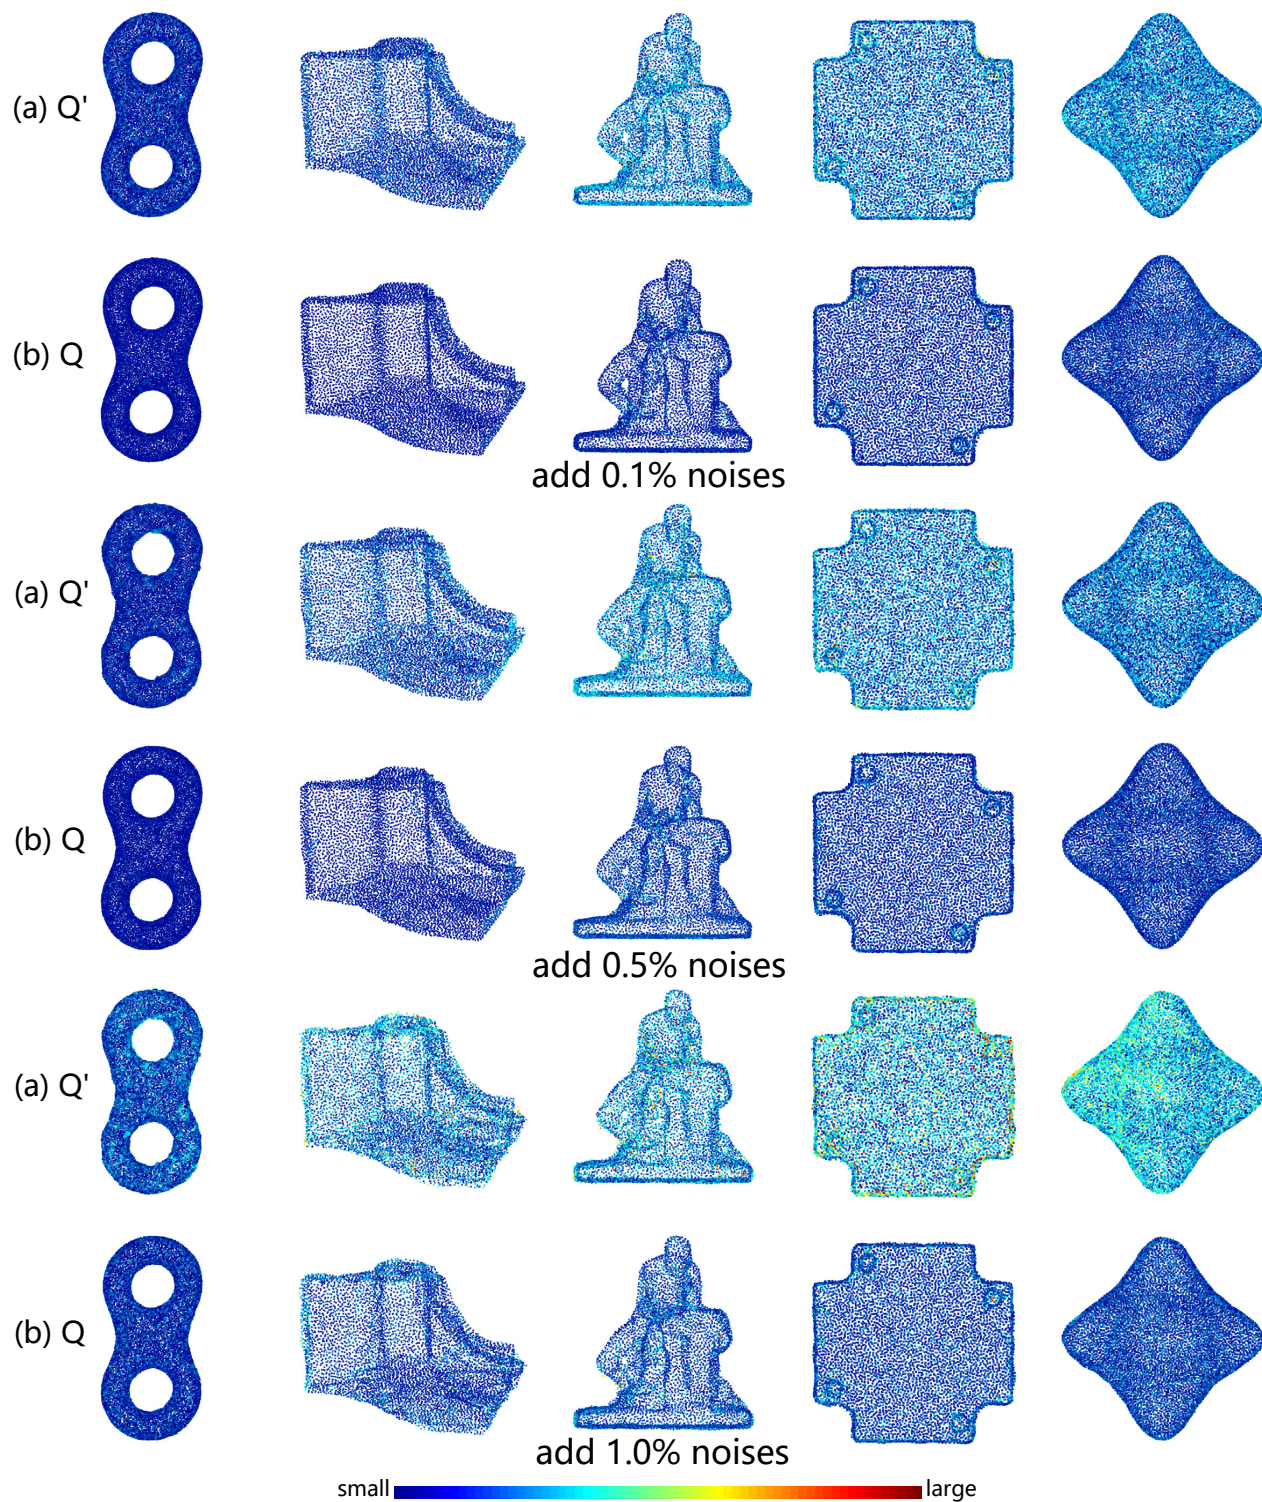 (a) Q'
(b) Q
add 0.1% noises
(a) Q'
(b) Q
add 0.5% noises
(a) Q'
(b) Q
add 1.0% noises
small large